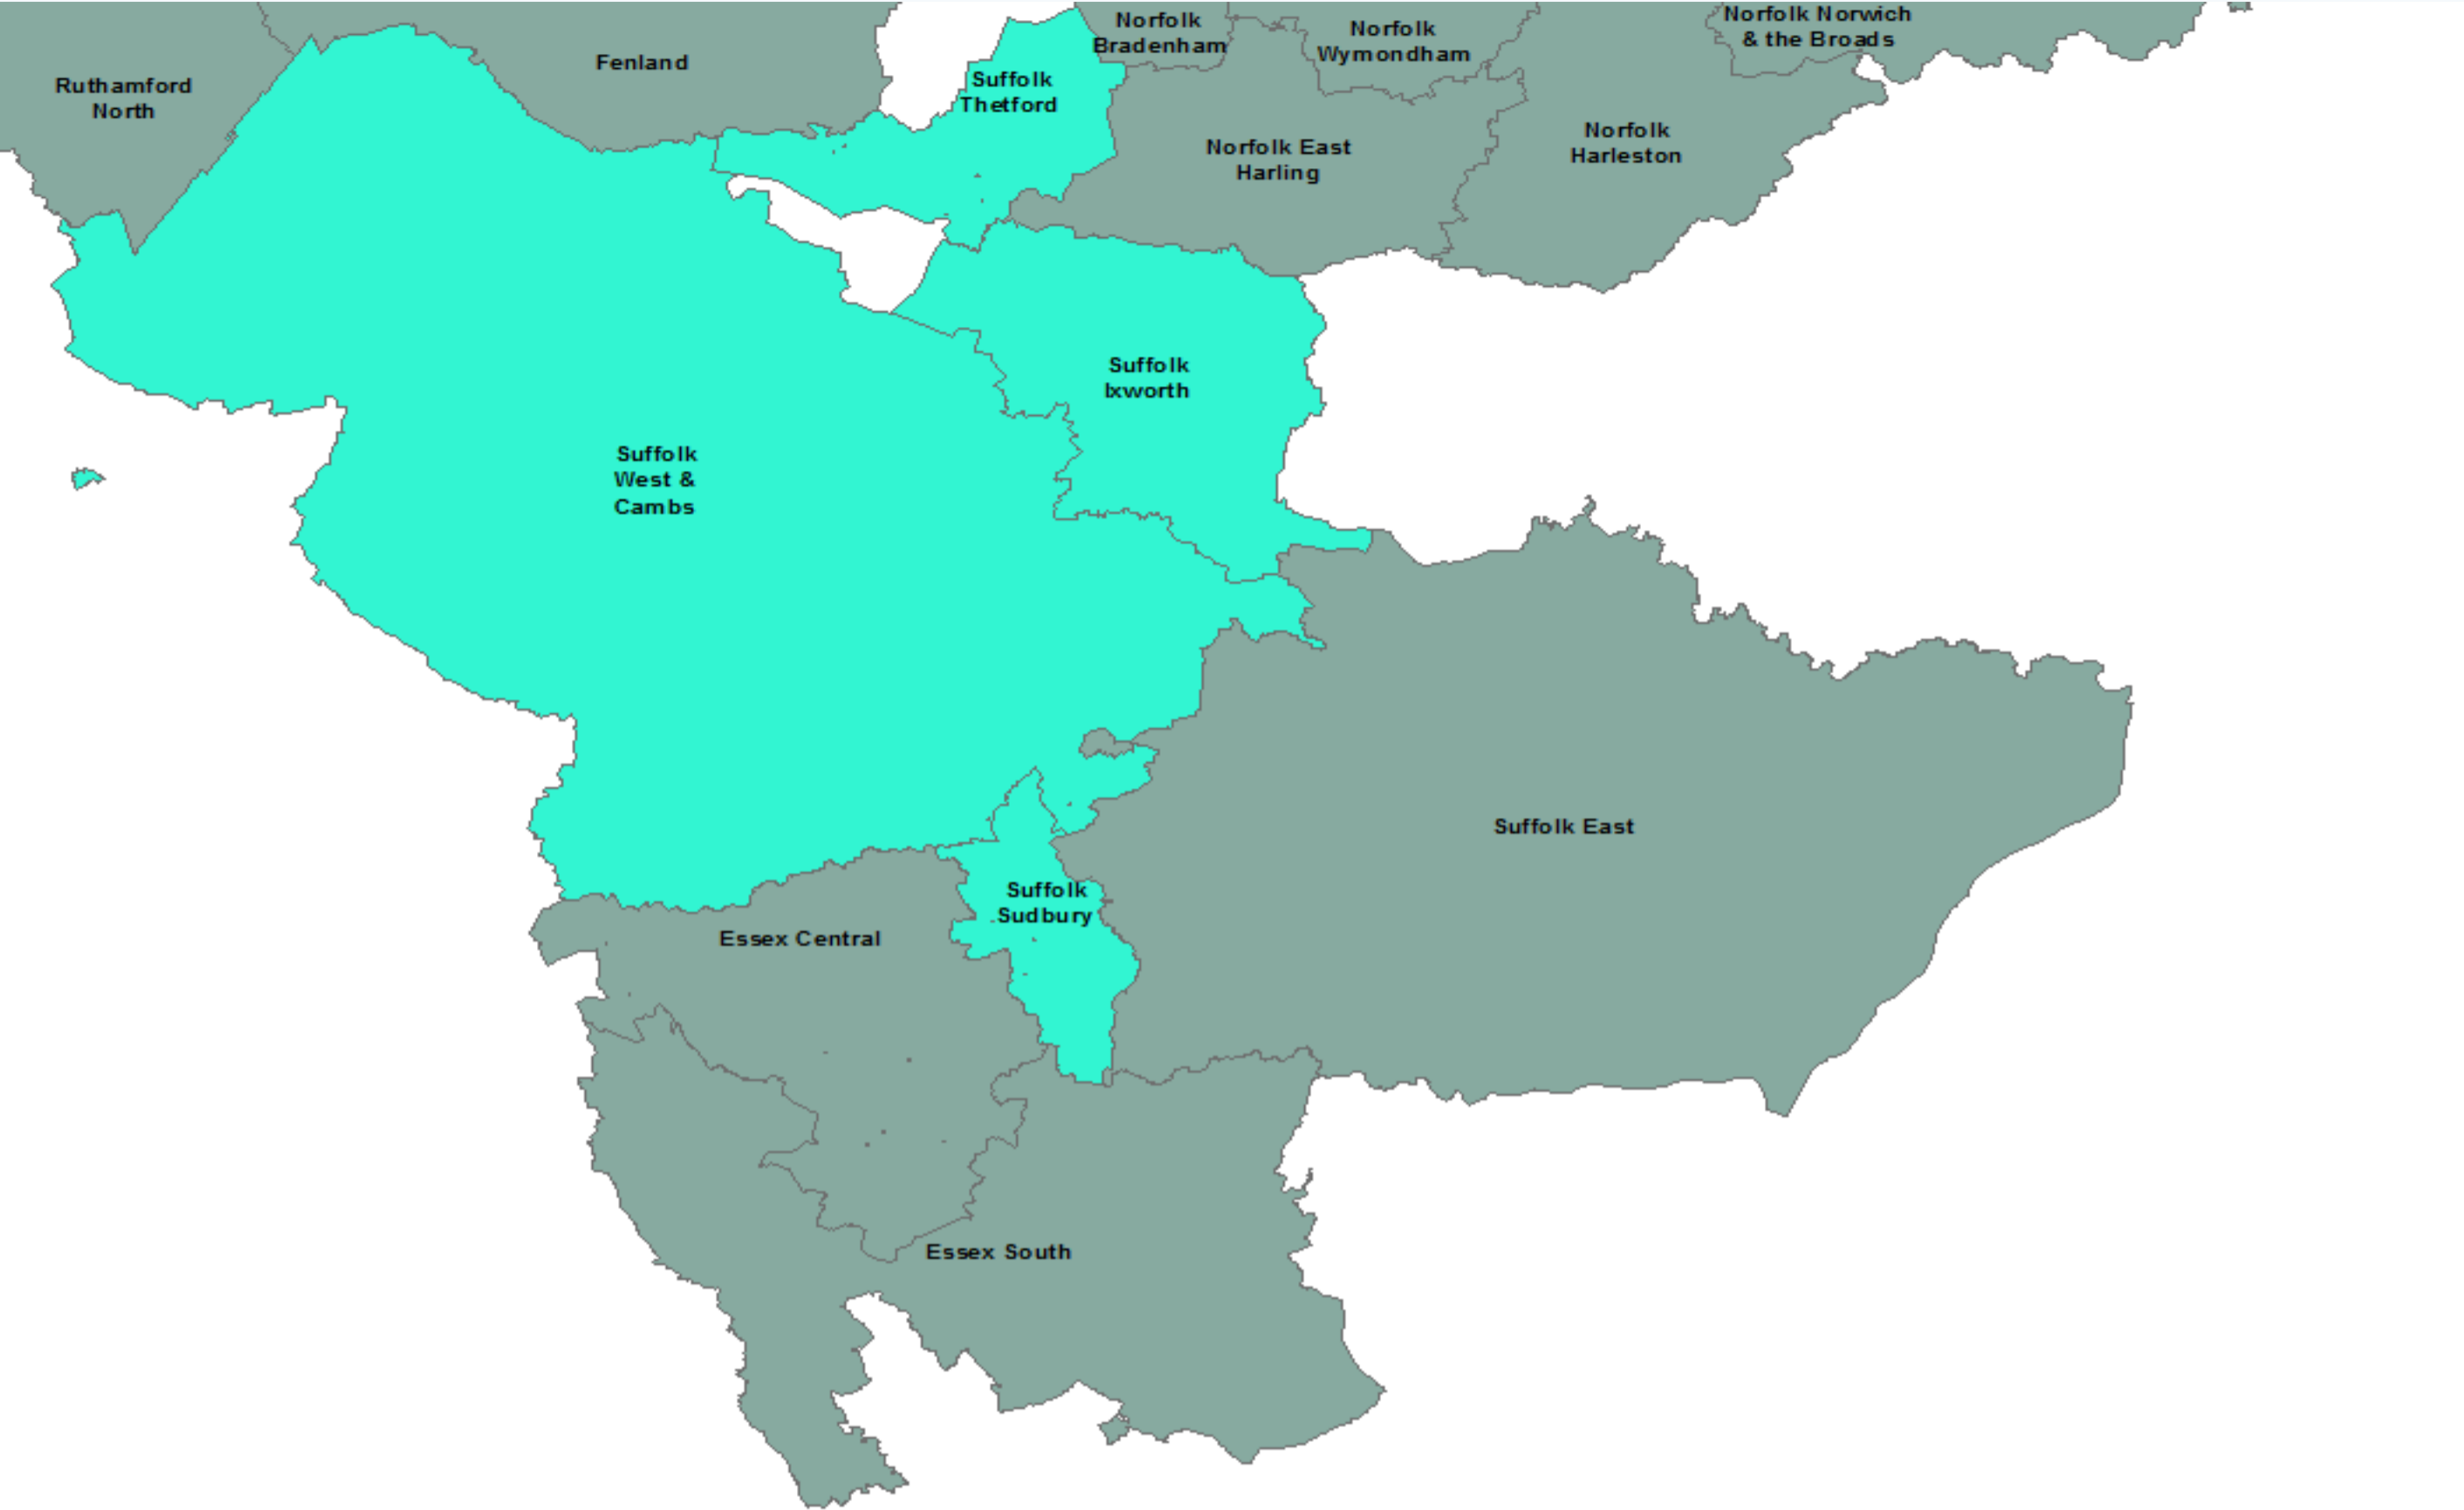 Norfolk
Bradenham
Norfolk
Wymondham
Norfolk Norwich
& the Broads
Fenland
Ruthamford
North
Suffolk
Thetford
Norfolk East
Harling
Norfolk
Harleston
Suffolk
Ixworth
Suffolk
West &
Cambs
Suffolk East
Suffolk
Sudbury
Essex Central
Essex South